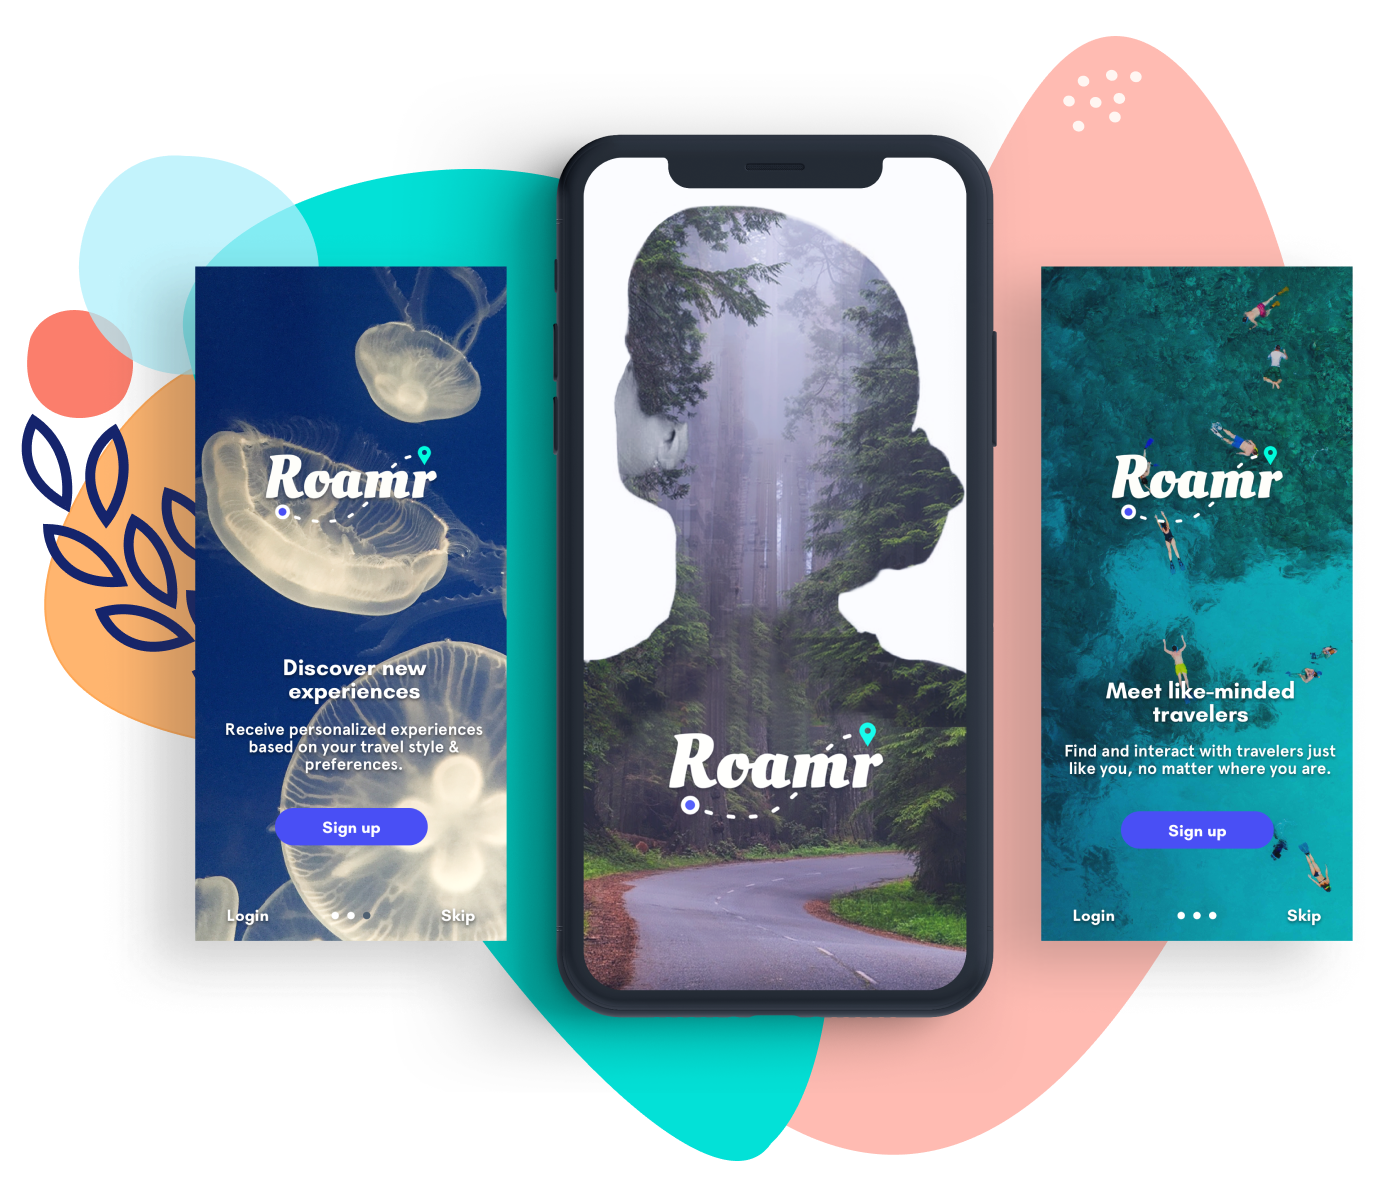 Roamr
Discover new
experiences
Receive personalized experiences
based on your travel style &
preferences.
Sign up
Login
Skip
Roamr
Roamr
Meet like-minded
travelers
Find and interact with travelers just
like you, no matter where you are.
Sign up
Login
Skip